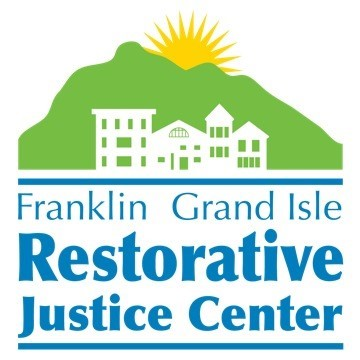 Franklin Grand Isle
Restorative
Justice Center